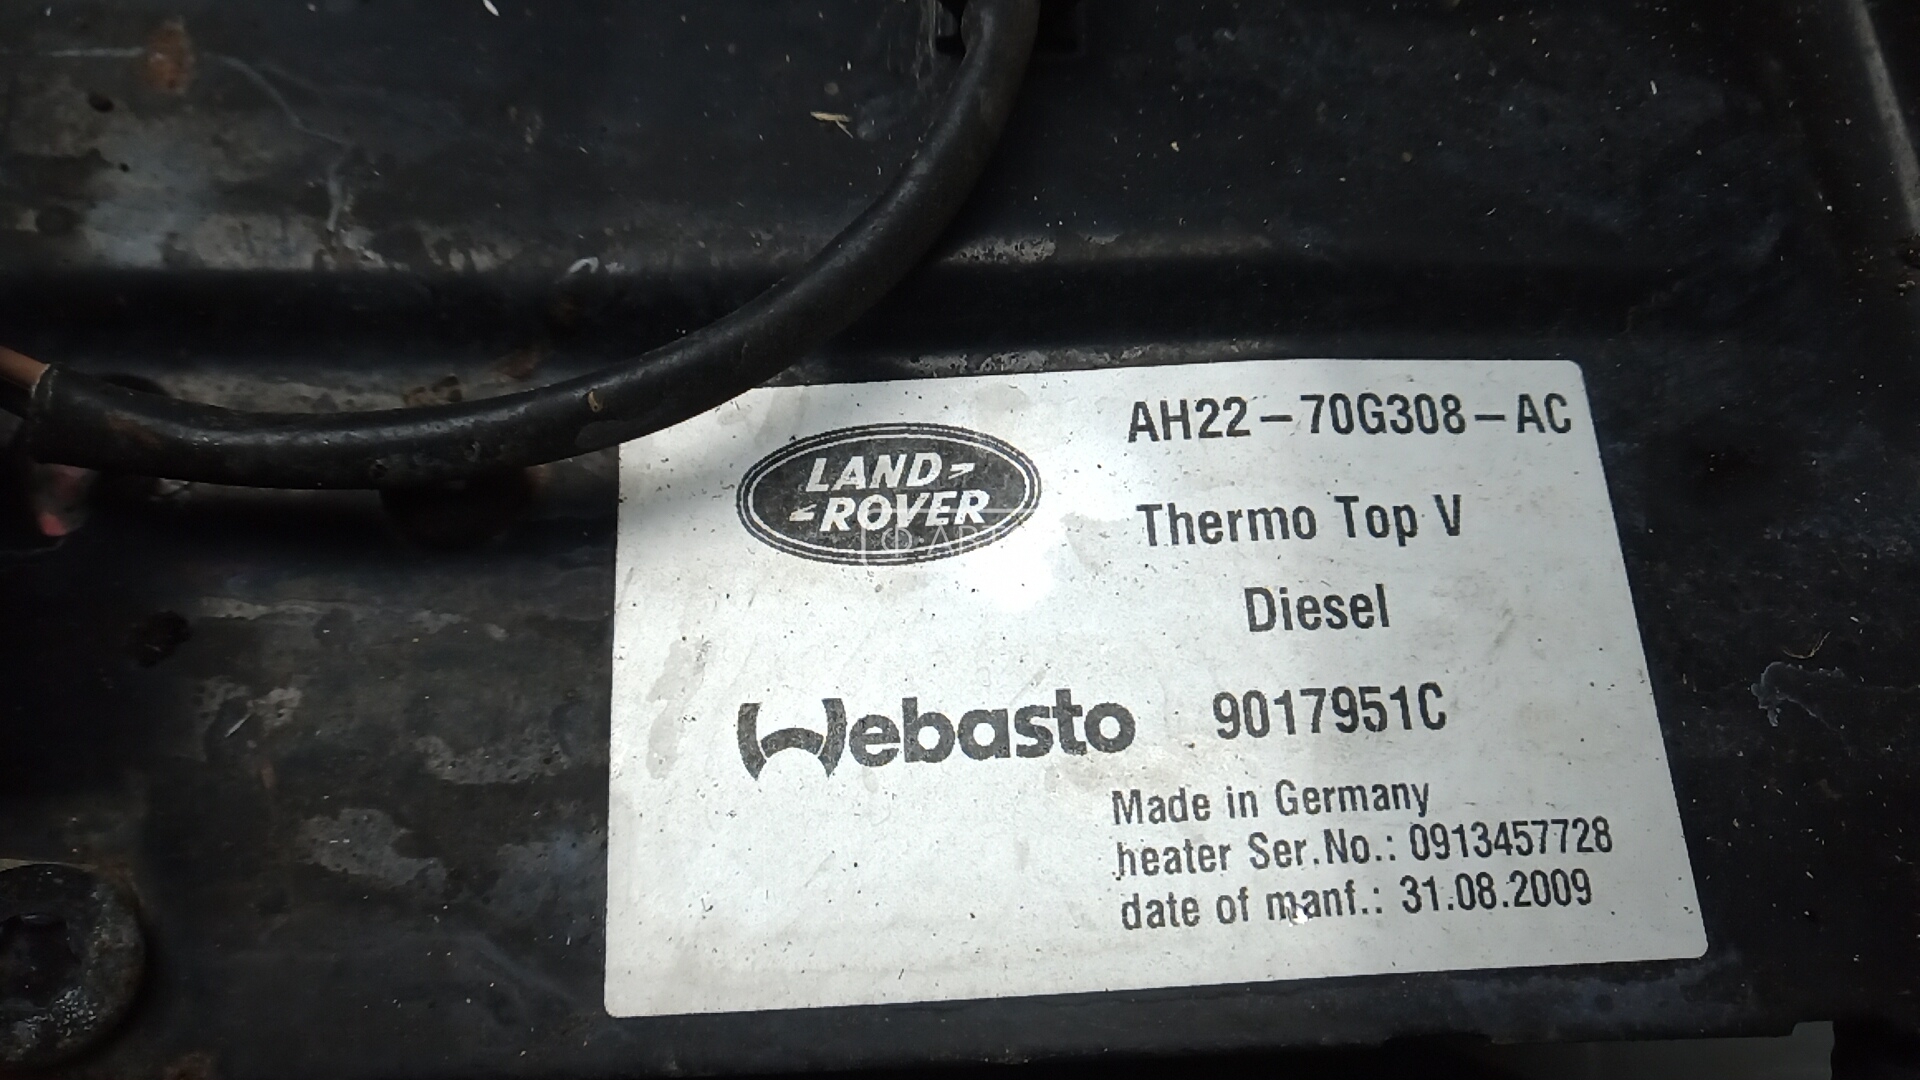 AH22-70G308-AC
LAND-
-ROVER
Thermo Top V
Diesel
Webasto 9017951C
Made in Germany
heater Ser.No.: 0913457728
date of manf.: 31.08.2009